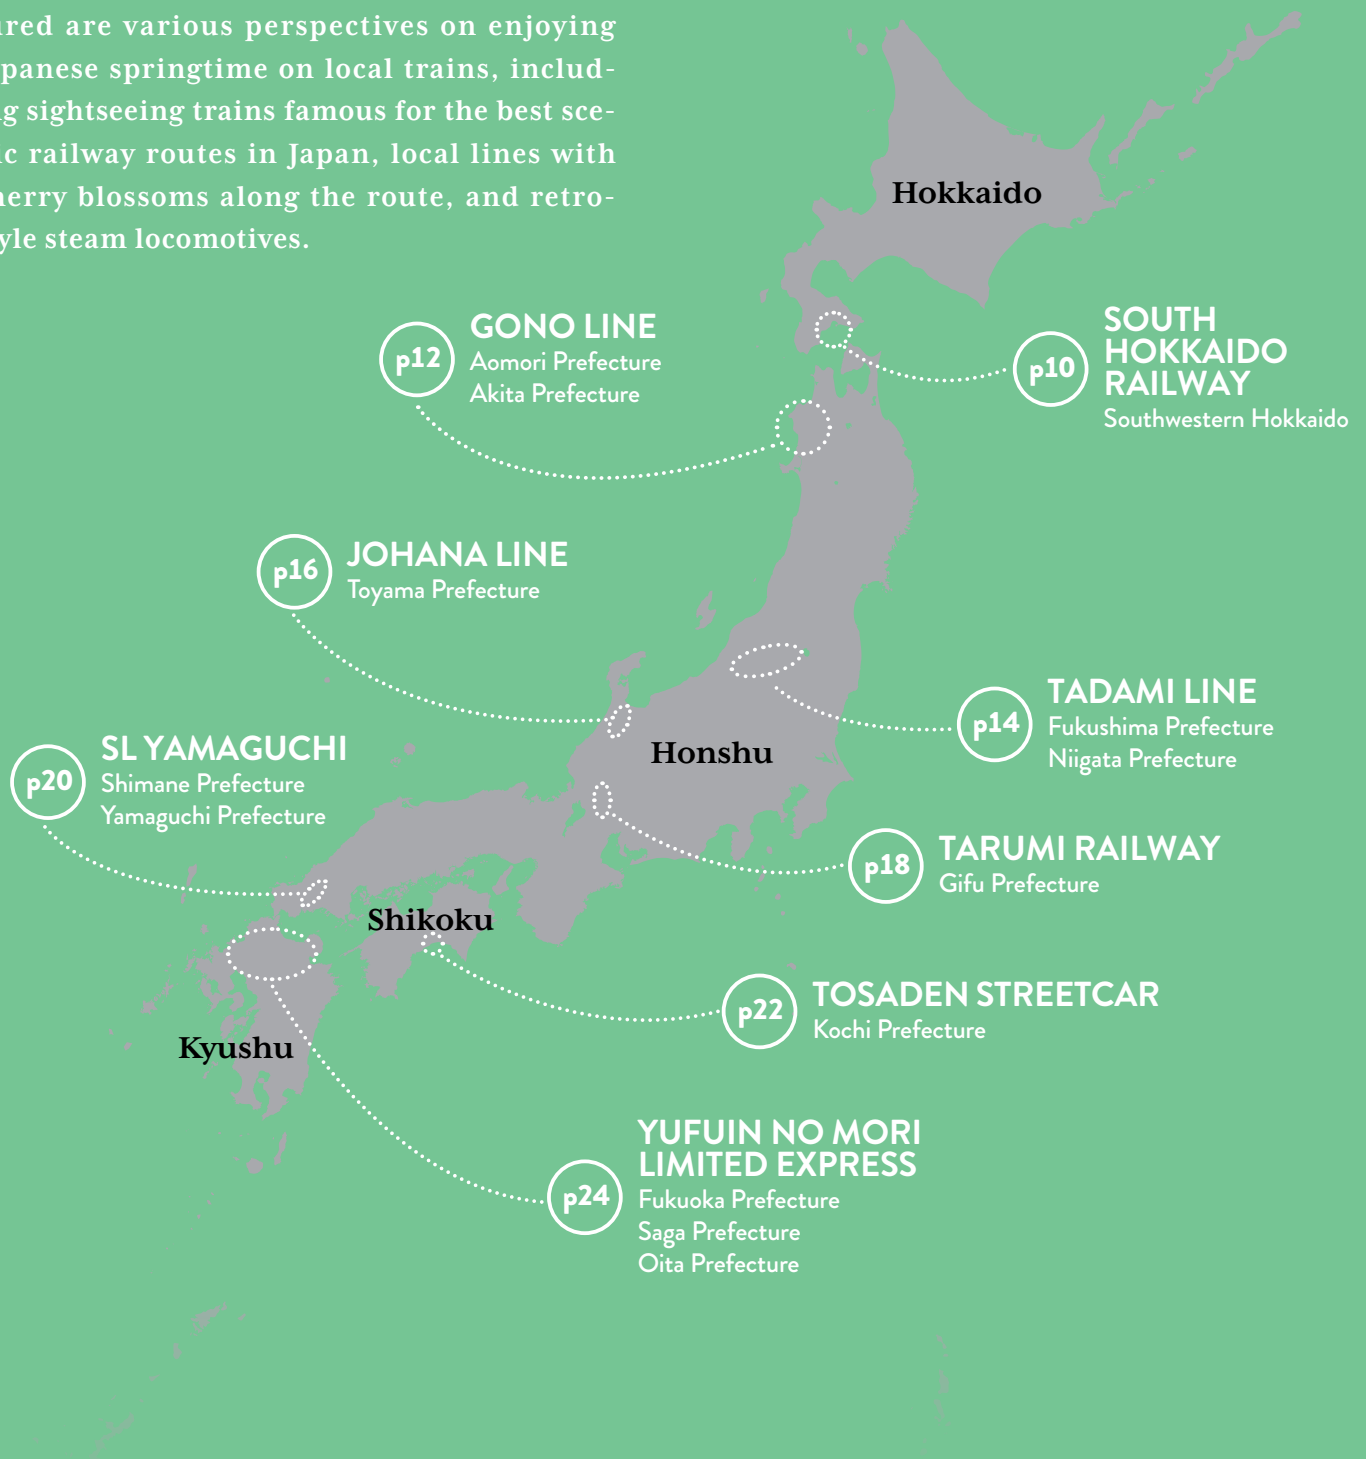 ured are various perspectives on enjoying
panese springtime on local trains, includ-
g sightseeing trains famous for the best sce-
ic railway routes in Japan, local lines with
herry blossoms along the route, and retro-
yle steam locomotives.
Hokkaido
p12
GONO LINE
Aomori Prefecture
Akita Prefecture
p10
SOUTH
HOKKAIDO
RAILWAY
Southwestern Hokkaido
p16
JOHANA LINE
Toyama Prefecture
p14
TADAMI LINE
Fukushima Prefecture
Niigata Prefecture
Honshu
p20
SL YAMAGUCHI
Shimane Prefecture
Yamaguchi Prefecture
p18
TARUMI RAILWAY
Gifu Prefecture
Shikoku
p22
TOSADEN STREETCAR
Kochi Prefecture
Kyushu
p24
YUFUIN NO MORI
LIMITED EXPRESS
Fukuoka Prefecture
Saga Prefecture
Oita Prefecture